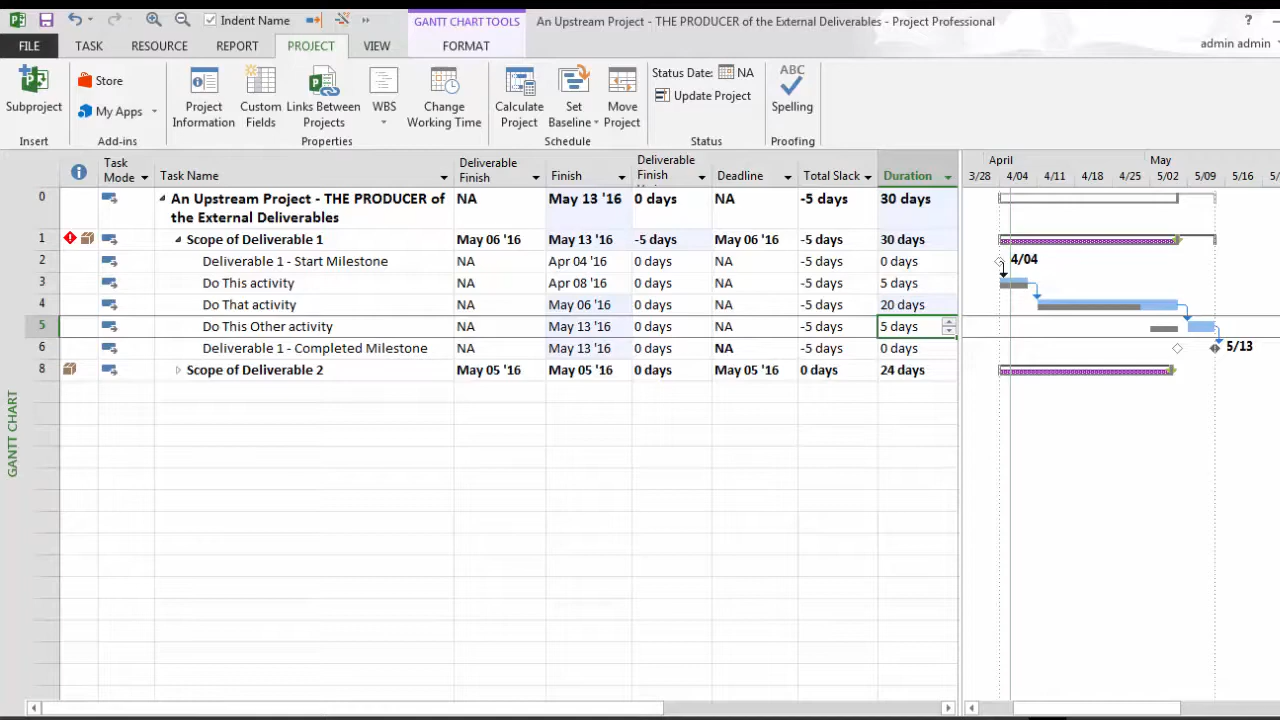 Indent Name
GANTT CHART TOOLS
An Upstream Project - THE PRODUCER of the External Deliverables - Project Professional
?
FILE TASK RESOURCE REPORT PROJECT VIEW FORMAT
admin admin
Subproject
Store
My Apps
Project Information
Custom Fields
Links Between Projects
WBS
Change Working Time
Calculate Project
Set Baseline
Move Project
Status Date: NA
Update Project
ABC
Spelling
Insert Add-ins Properties Schedule Status Proofing
Task Mode
Task Name
Deliverable Finish
Finish
Deliverable Finish
Deadline
Total Slack
Duration
April May
3/28 4/04 4/11 4/18 4/25 5/02 5/09 5/16
0 An Upstream Project - THE PRODUCER of the External Deliverables NA May 13 '16 0 days NA -5 days 30 days
1 Scope of Deliverable 1 May 06 '16 May 13 '16 -5 days May 06 '16 -5 days 30 days
2 Deliverable 1 - Start Milestone NA Apr 04 '16 0 days NA -5 days 0 days 4/04
3 Do This activity NA Apr 08 '16 0 days NA -5 days 5 days
4 Do That activity NA May 06 '16 0 days NA -5 days 20 days
5 Do This Other activity NA May 13 '16 0 days NA -5 days 5 days
6 Deliverable 1 - Completed Milestone NA May 13 '16 0 days NA -5 days 0 days 5/13
8 Scope of Deliverable 2 May 05 '16 May 05 '16 0 days May 05 '16 0 days 24 days
GANTT CHART